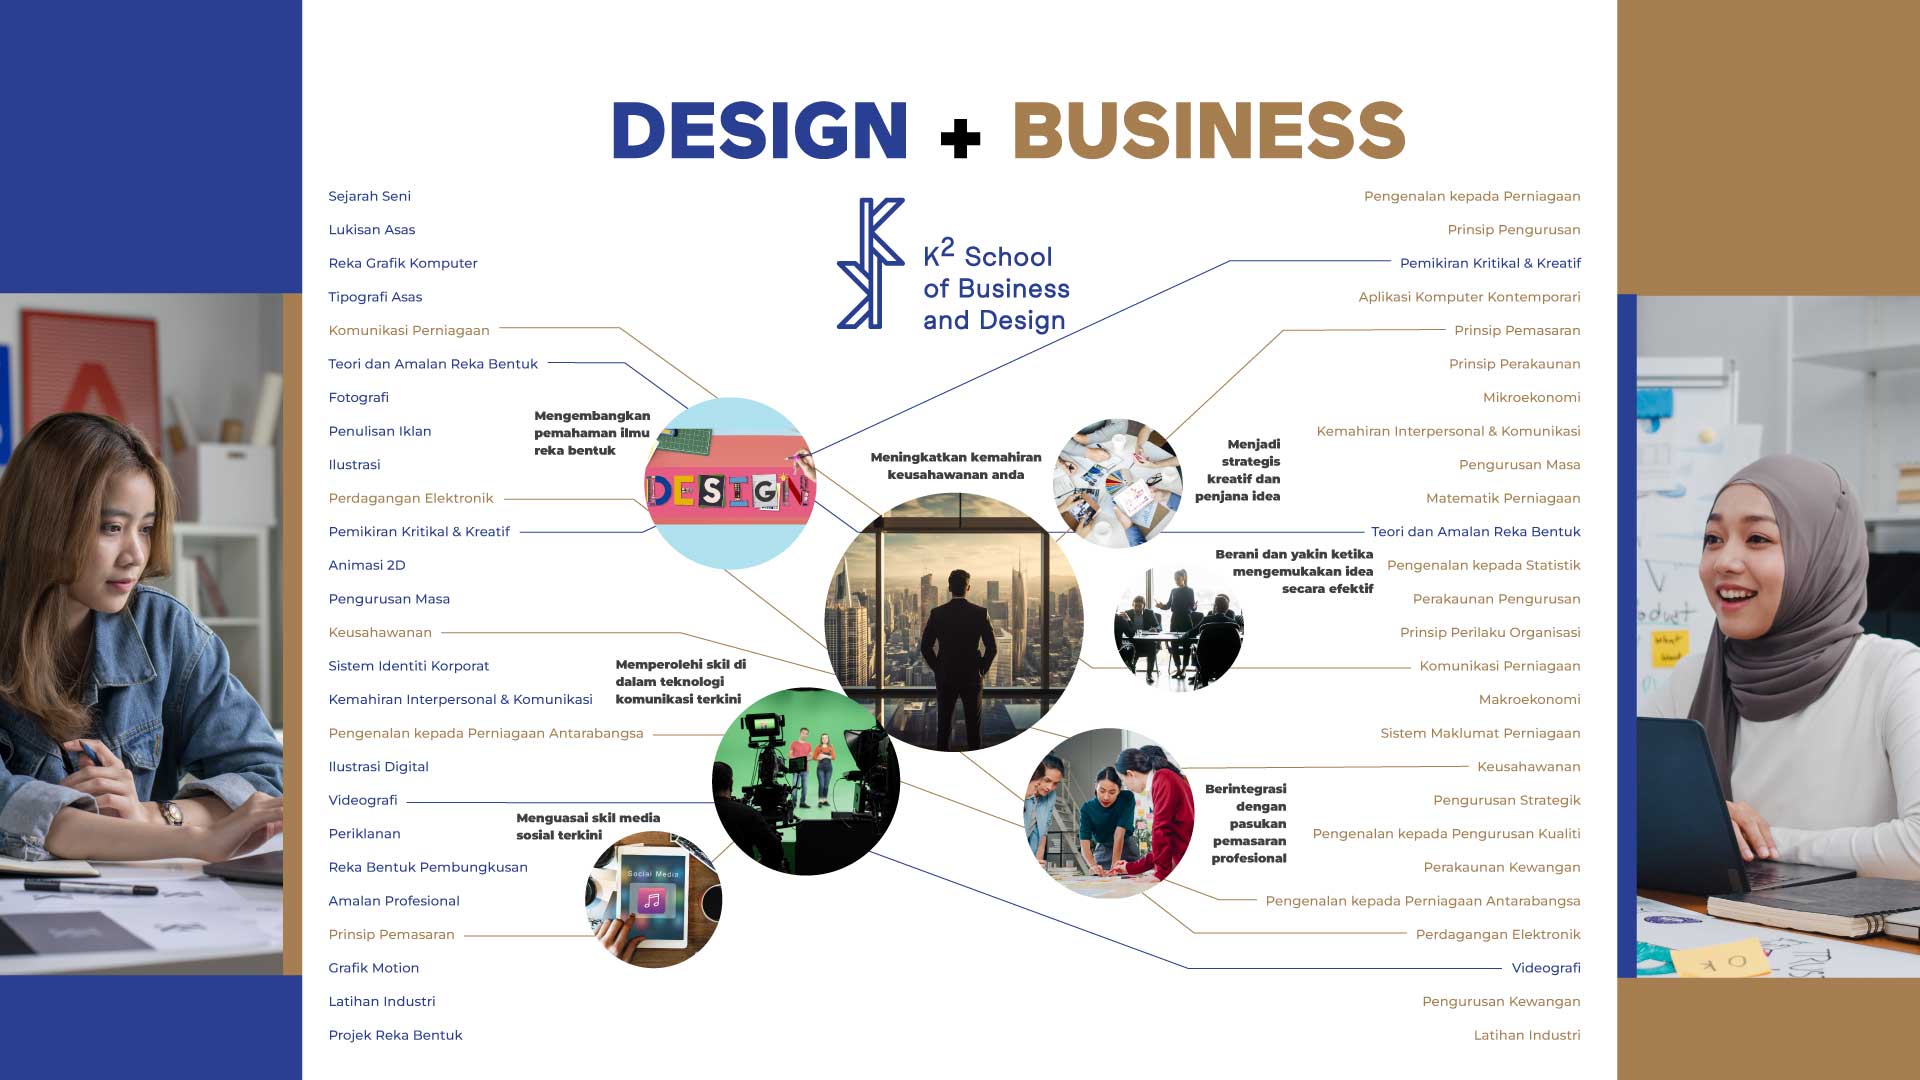 DESIGN + BUSINESS
K² School
of Business
and Design
Sejarah Seni
Lukisan Asas
Reka Grafik Komputer
Tipografi Asas
Komunikasi Perniagaan
Teori dan Amalan Reka Bentuk
Fotografi
Penulisan Iklan
Ilustrasi
Perdagangan Elektronik
Pemikiran Kritikal & Kreatif
Animasi 2D
Pengurusan Masa
Keusahawanan
Sistem Identiti Korporat
Kemahiran Interpersonal & Komunikasi
Pengenalan kepada Perniagaan Antarabangsa
Ilustrasi Digital
Videografi
Periklanan
Reka Bentuk Pembungkusan
Amalan Profesional
Prinsip Pemasaran
Grafik Motion
Latihan Industri
Projek Reka Bentuk
Mengembangkan
pemahaman ilmu
reka bentuk
DESIGN
Meningkatkan kemahiran
keusahawanan anda
Menjadi
strategis
kreatif dan
penjana idea
Berani dan yakin ketika
mengemukakan idea
secara efektif
Memperolehi skil di
dalam teknologi
komunikasi terkini
Menguasai skil media
sosial terkini
Social Media
Berintegrasi
dengan
pasukan
pemasaran
profesional
Pengenalan kepada Perniagaan
Prinsip Pengurusan
Pemikiran Kritikal & Kreatif
Aplikasi Komputer Kontemporari
Prinsip Pemasaran
Prinsip Perakaunan
Mikroekonomi
Kemahiran Interpersonal & Komunikasi
Pengurusan Masa
Matematik Perniagaan
Teori dan Amalan Reka Bentuk
Pengenalan kepada Statistik
Perakaunan Pengurusan
Prinsip Perilaku Organisasi
Komunikasi Perniagaan
Makroekonomi
Sistem Maklumat Perniagaan
Keusahawanan
Pengurusan Strategik
Pengenalan kepada Pengurusan Kualiti
Perakaunan Kewangan
Pengenalan kepada Perniagaan Antarabangsa
Perdagangan Elektronik
Videografi
Pengurusan Kewangan
Latihan Industri